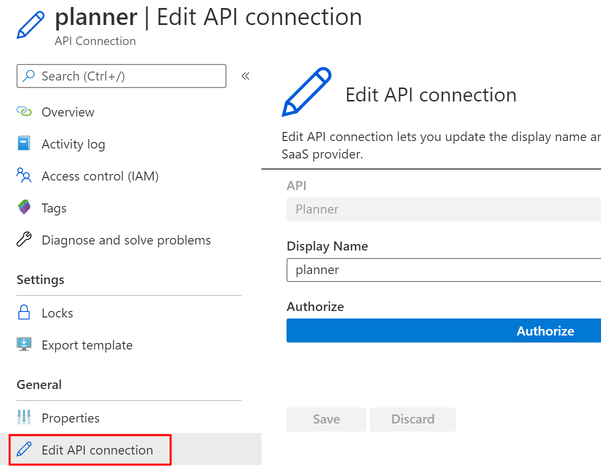 planner | Edit API connection
API Connection
Search (Ctrl+/)
«
Overview
Activity log
Access control (IAM)
Tags
Diagnose and solve problems
Settings
Locks
Export template
General
Properties
Edit API connection
Edit API connection
Edit API connection lets you update the display name an
SaaS provider.
API
Planner
Display Name
planner
Authorize
Authorize
Save Discard